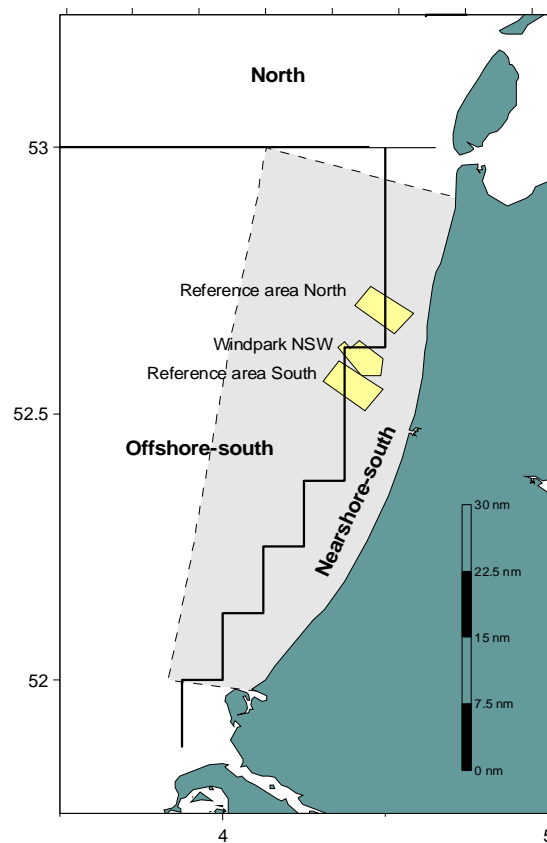 North
53
Reference area North
Windpark NSW
Reference area South
52.5
Offshore-south
Nearshore-south
30 nm
22.5 nm
15 nm
7.5 nm
0 nm
52
4
5